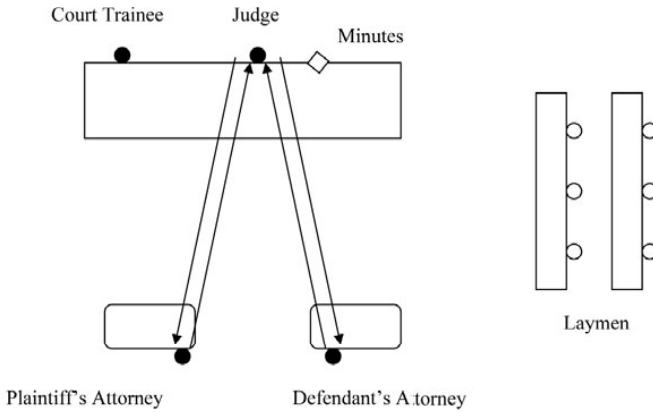 Court Trainee
Judge
Minutes
Laymen
Plaintiff's Attorney
Defendant's Attorney